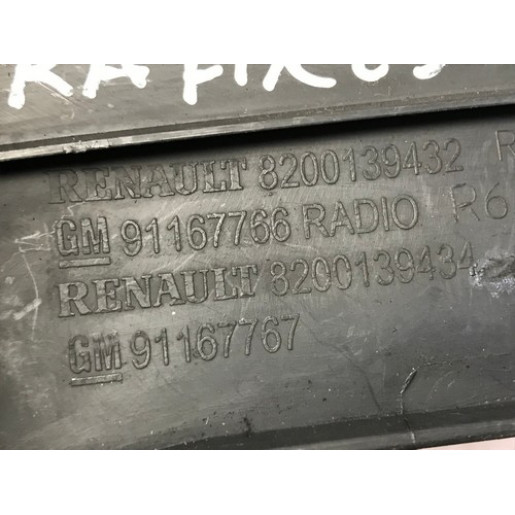 RENAULT 8200139432 R
GM 91167766 RADIO R6
RENAULT 8200139434
GM 91167767